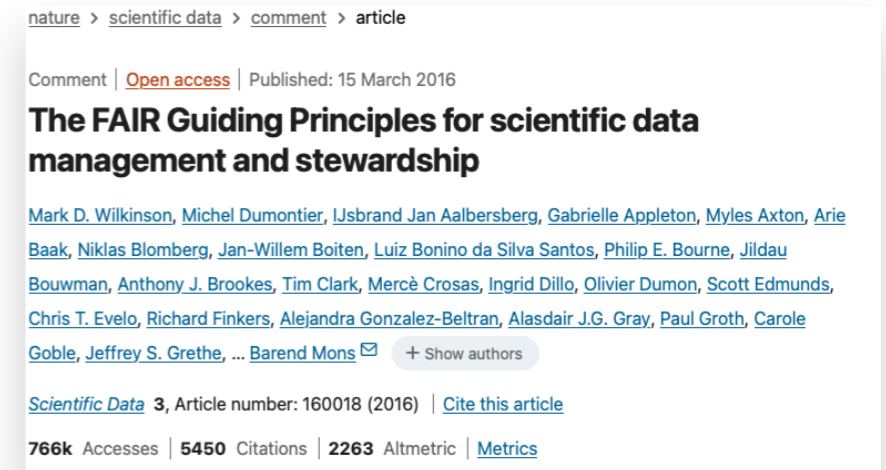 nature > scientific data > comment > article
Comment | Open access | Published: 15 March 2016
The FAIR Guiding Principles for scientific data
management and stewardship
Mark D. Wilkinson, Michel Dumontier, IJsbrand Jan Aalbersberg, Gabrielle Appleton, Myles Axton, Arie
Baak, Niklas Blomberg, Jan-Willem Boiten, Luiz Bonino da Silva Santos, Philip E. Bourne, Jildau
Bouwman, Anthony J. Brookes, Tim Clark, Mercè Crosas, Ingrid Dillo, Olivier Dumon, Scott Edmunds,
Chris T. Evelo, Richard Finkers, Alejandra Gonzalez-Beltran, Alasdair J.G. Gray, Paul Groth, Carole
Goble, Jeffrey S. Grethe, ... Barend Mons + Show authors
Scientific Data 3, Article number: 160018 (2016) | Cite this article
766k Accesses | 5450 Citations | 2263 Altmetric | Metrics